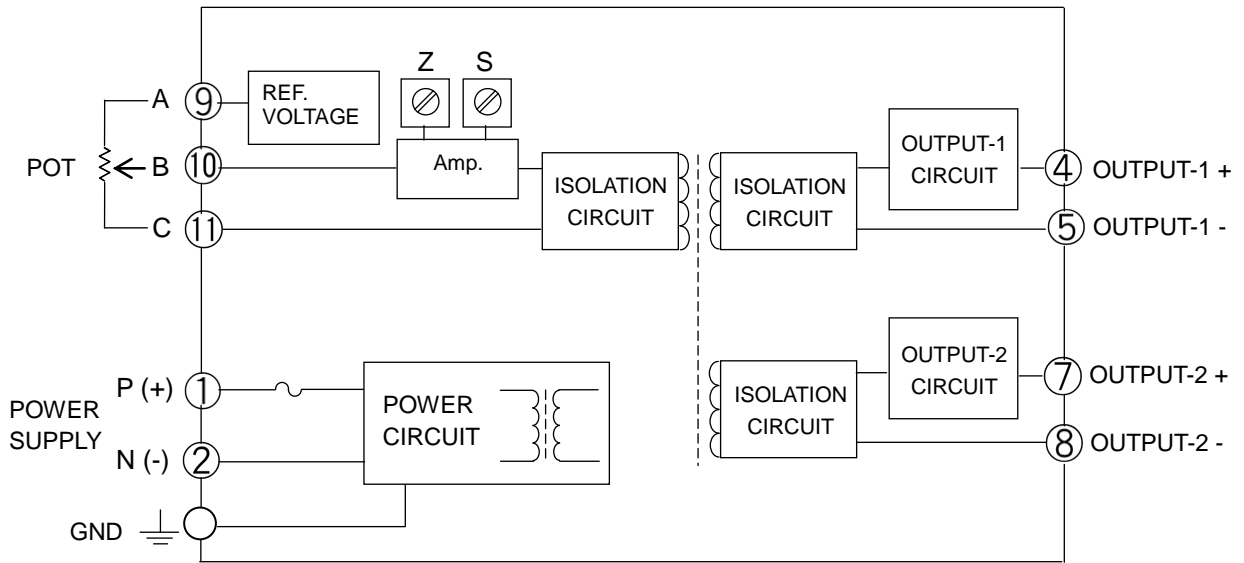 Z
S
A
9
REF.
VOLTAGE
POT
B
10
Amp.
C
11
ISOLATION
CIRCUIT
ISOLATION
CIRCUIT
OUTPUT-1
CIRCUIT
4
OUTPUT-1 +
5
OUTPUT-1 -
POWER
SUPPLY
P (+)
1
N (-)
2
GND
POWER
CIRCUIT
ISOLATION
CIRCUIT
OUTPUT-2
CIRCUIT
7
OUTPUT-2 +
8
OUTPUT-2 -